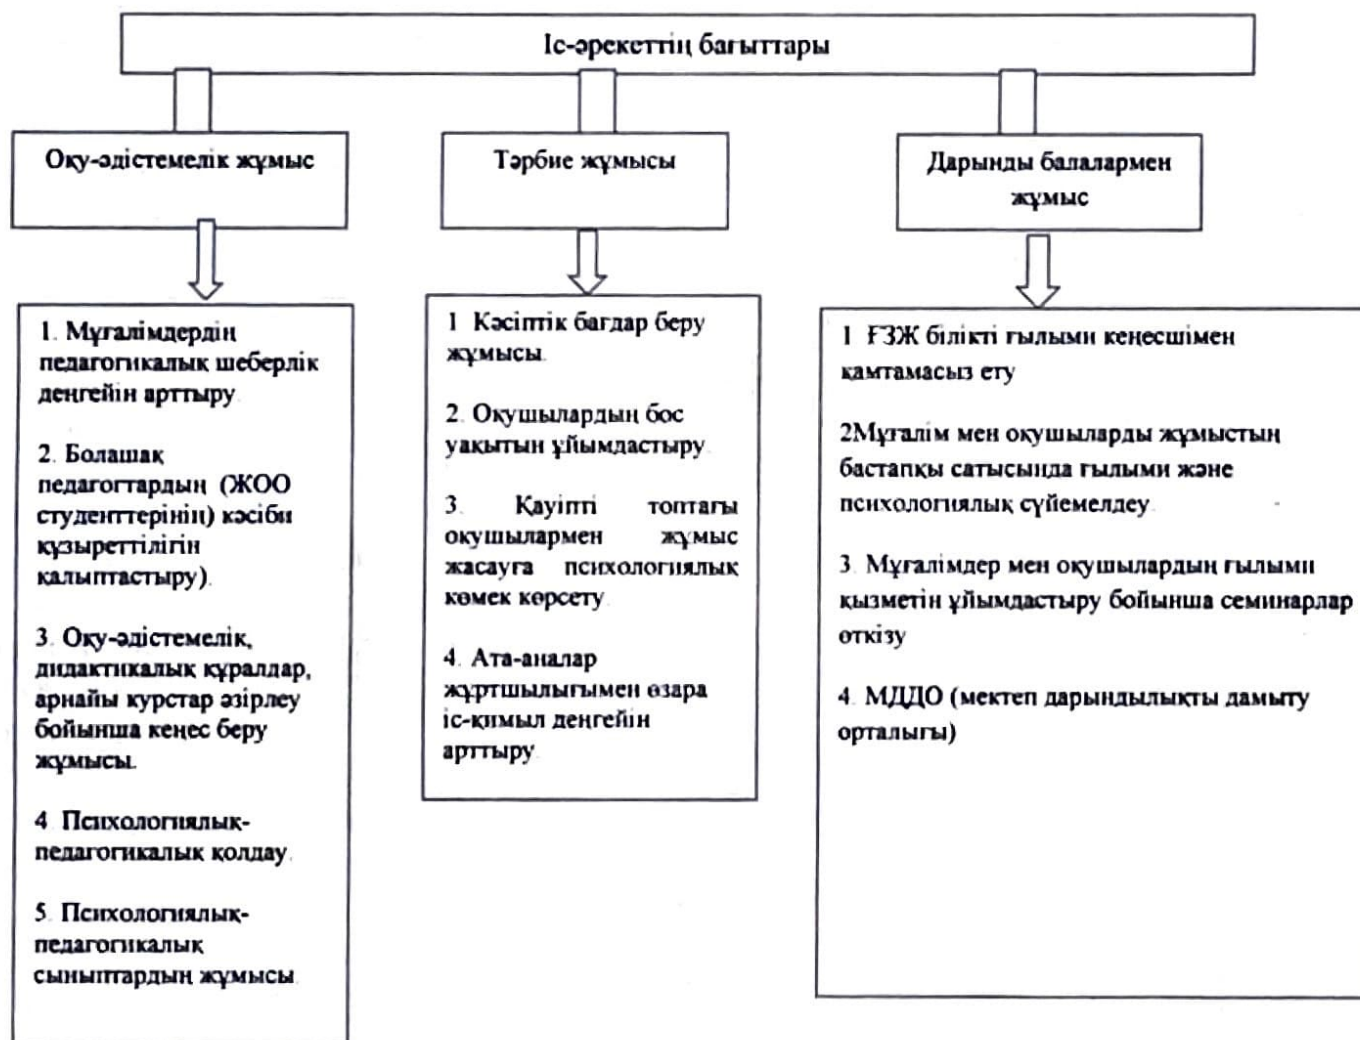 Іс-әрекеттің бағыттары
Оқу-әдістемелік жұмыс
Тәрбие жұмысы
Дарынды балалармен
жұмыс
1. Мұғалімдердің
педагогикалық шеберлік
деңгейін арттыру
2. Болашақ
педагогтардың (ЖОО
студенттерінің) кәсіби
құзыреттілігін
қалыптастыру).
3. Оқу-әдістемелік,
дидактикалық құралдар,
арнайы курстар әзірлеу
бойынша кеңес беру
жұмысы.
4. Психологиялық-
педагогикалық қолдау.
5. Психологиялық-
педагогикалық
сыныптардың жұмысы.
1 Кәсіптік бағдар беру
жұмысы.
2. Оқушылардың бос
уақытын ұйымдастыру.
3. Қауіпті топтағы
оқушылармен жұмыс
жасауға психологиялық
көмек көрсету.
4. Ата-аналар
жұртшылығымен өзара
іс-қимыл деңгейін
арттыру.
1 ҒЗЖ білікті ғылыми кеңесшімен
қамтамасыз ету
2Мұғалім мен оқушыларды жұмыстың
бастапқы сатысында ғылыми және
психологиялық сүйемелдеу.
3. Мұғалімдер мен оқушылардың ғылыми
қызметін ұйымдастыру бойынша семинарлар
өткізу
4. МДДО (мектеп дарындылықты дамыту
орталығы)